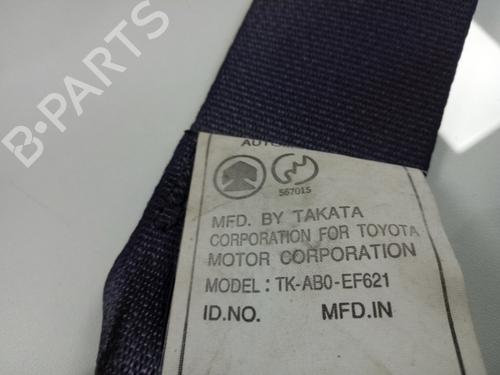 B-PARTS
567015
MFD. BY TAKATA
CORPORATION FOR TOYOTA
MOTOR CORPORATION
MODEL: TK-AB0-EF621
ID.NO. MFD.IN